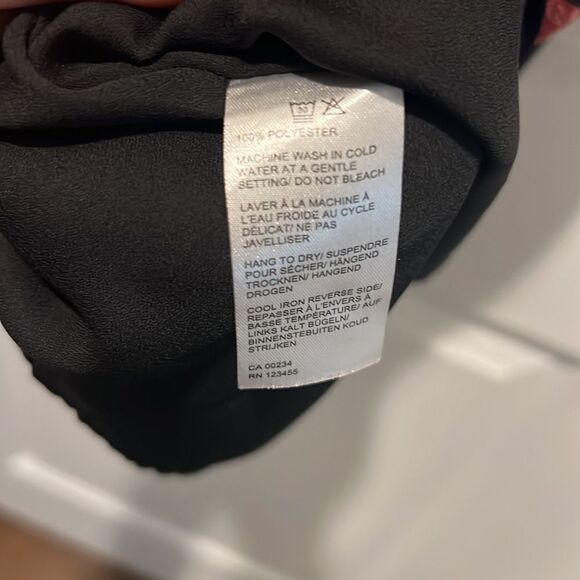 30
100% POLYESTER
MACHINE WASH IN COLD
WATER AT A GENTLE
SETTING/ DO NOT BLEACH
LAVER À LA MACHINE À
L'EAU FROIDE AU CYCLE
DÉLICAT/ NE PAS
JAVELLISER
HANG TO DRY/ SUSPENDRE
POUR SÉCHER/ HÄNGEND
TROCKNEN/ HANGEND
DROGEN
COOL IRON REVERSE SIDE/
REPASSER À L'ENVERS À
BASSE TEMPÉRATURE/ AUF
LINKS KALT BÜGELN/
BINNENSTEBUITEN KOUD
STRIJKEN
CA 00234
RN 123455